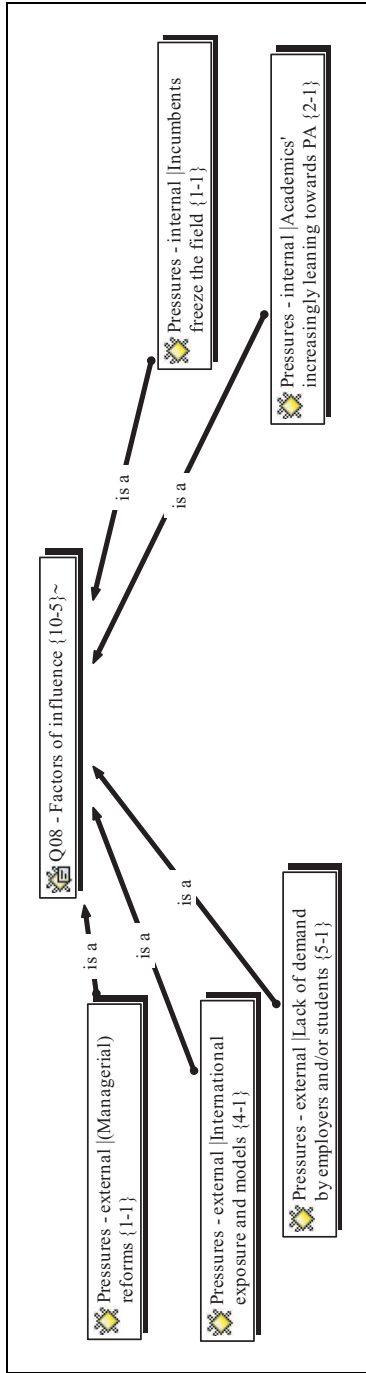 Q08 - Factors of influence {10-5}~
is a
is a
is a
is a
is a
Pressures - external |(Managerial)
reforms {1-1}
Pressures - external |International
exposure and models {4-1}
Pressures - external |Lack of demand
by employers and/or students {5-1}
Pressures - internal |Incumbents
freeze the field {1-1}
Pressures - internal |Academics'
increasingly leaning towards PA {2-1}